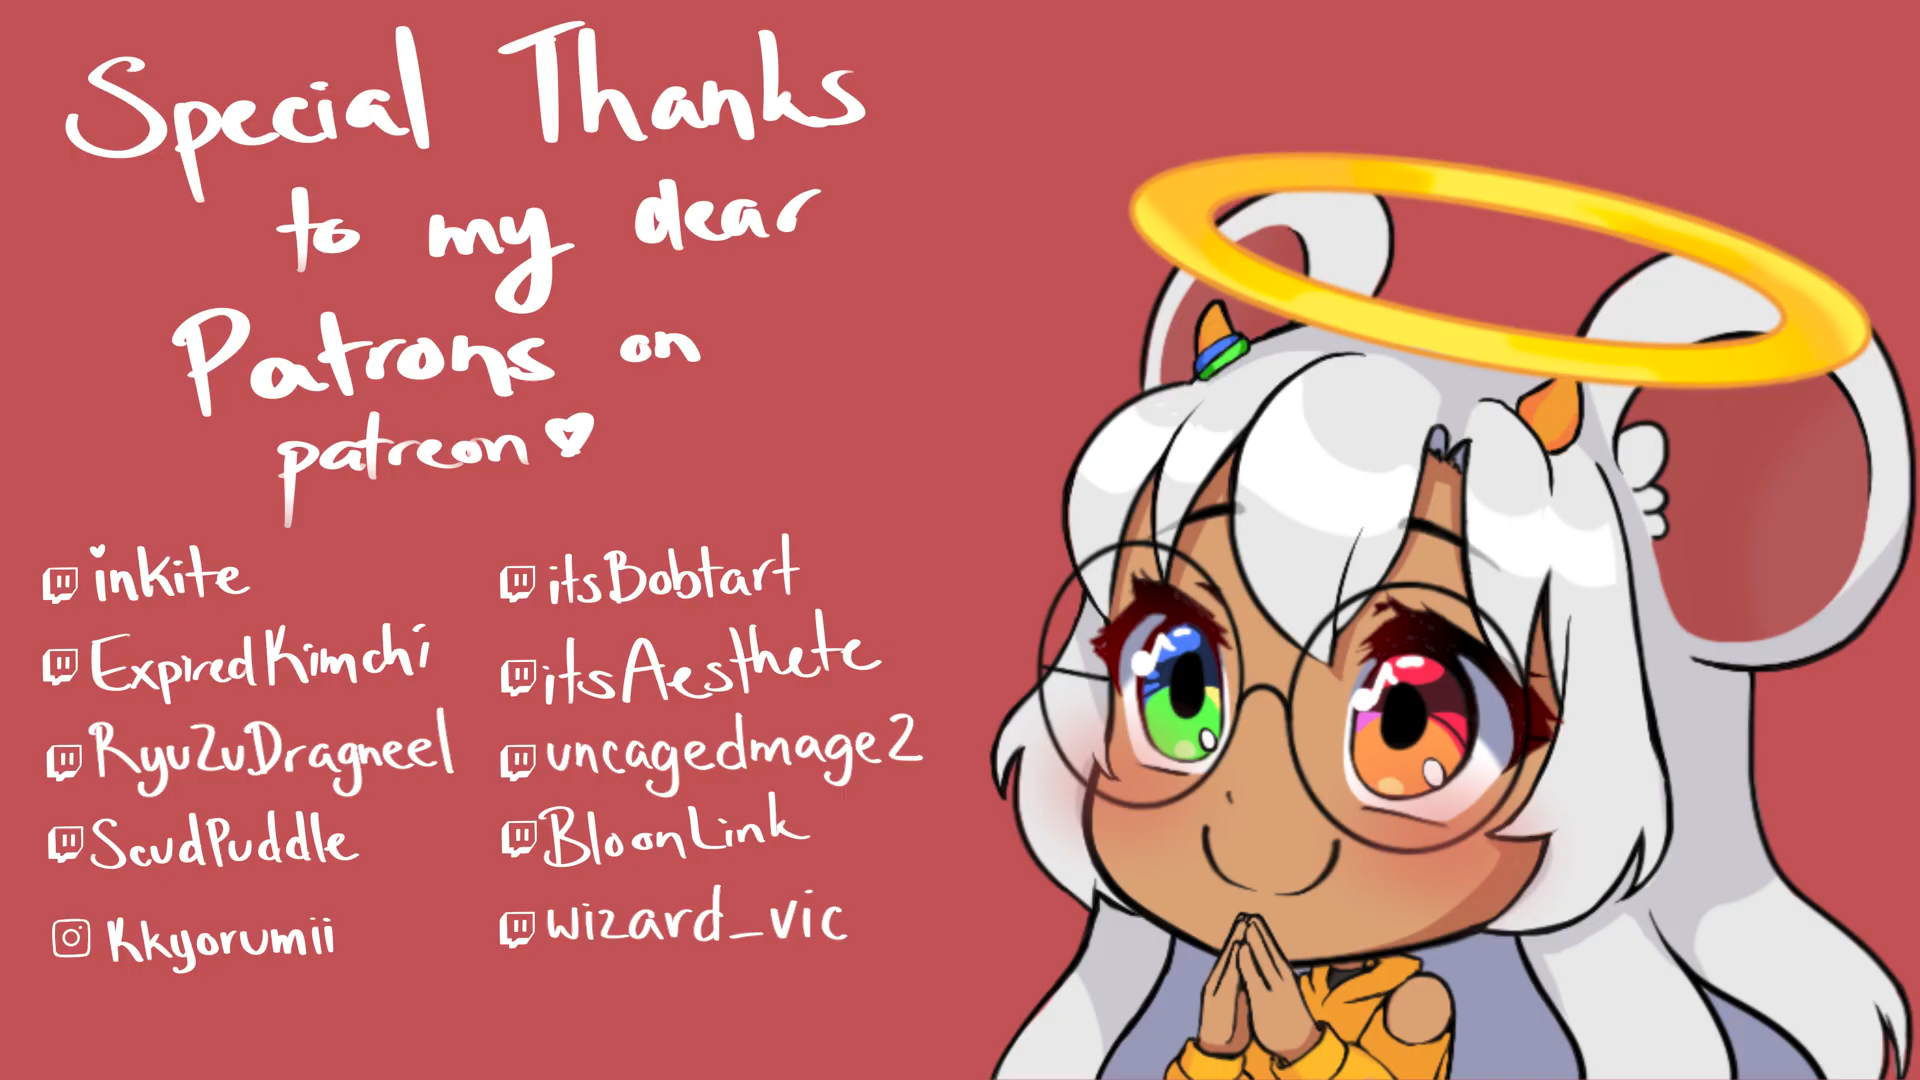 Special Thanks
to my dear
Patrons on
patreon
inkite
ExpiredKimchi
RyuZuDragneel
ScudPuddle
Kkyorumii
itsBobtart
itsAesthete
uncagedmage2
BloonLink
wizard_vic